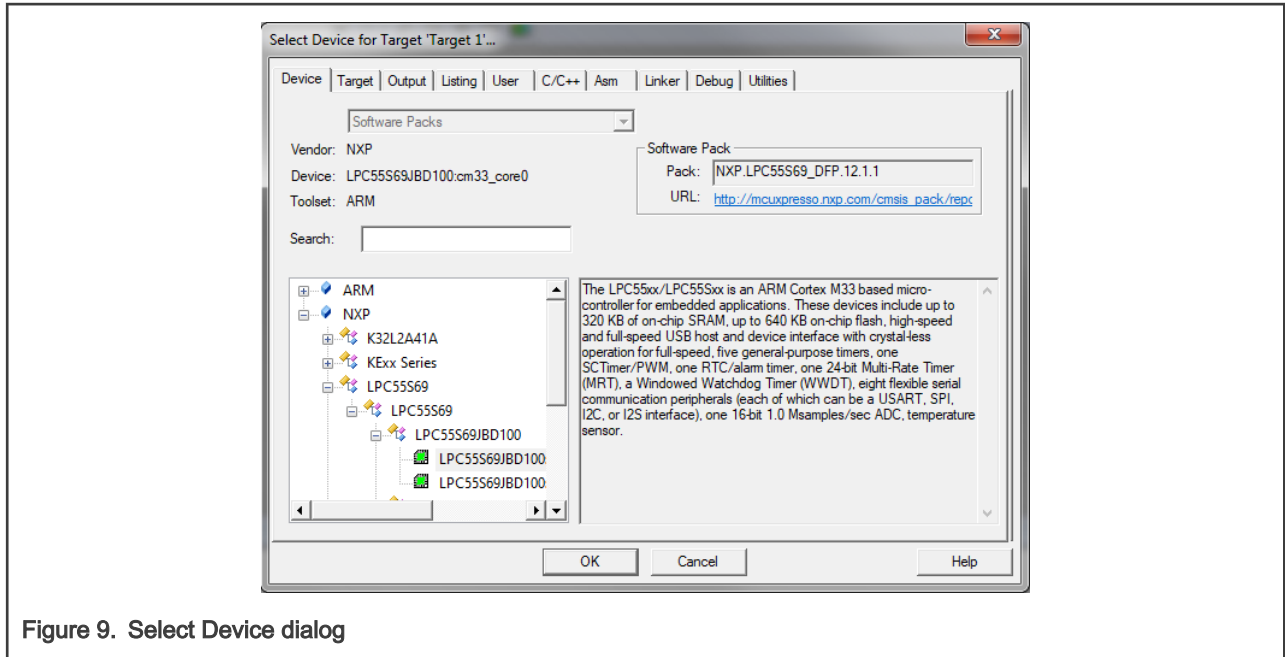 Select Device for Target 'Target 1'...
Device Target Output Listing User C/C++ Asm Linker Debug Utilities
Software Packs
Vendor: NXP
Device: LPC55S69JBD100:cm33_core0
Toolset: ARM
Search:
Software Pack
Pack: NXP.LPC55S69_DFP.12.1.1
URL: http://mcuxpresso.nxp.com/cmsis_pack/repo
ARM
NXP
K32L2A41A
KExx Series
LPC55S69
LPC55S69
LPC55S69JBD100
LPC55S69JBD100:
LPC55S69JBD100:
The LPC55xx/LPC55Sxx is an ARM Cortex M33 based micro-
controller for embedded applications. These devices include up to
320 KB of on-chip SRAM, up to 640 KB on-chip flash, high-speed
and full-speed USB host and device interface with crystal-less
operation for full-speed, five general-purpose timers, one
SCTimer/PWM, one RTC/alarm timer, one 24-bit Multi-Rate Timer
(MRT), a Windowed Watchdog Timer (WWDT), eight flexible serial
communication peripherals (each of which can be a USART, SPI,
I2C, or I2S interface), one 16-bit 1.0 Msamples/sec ADC, temperature
sensor.
OK Cancel Help
Figure 9. Select Device dialog